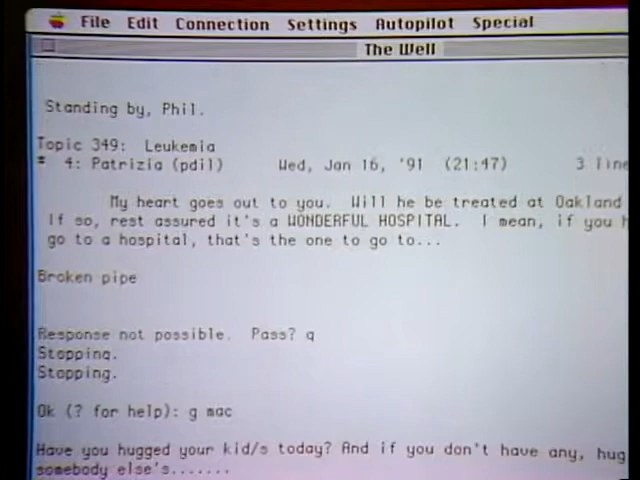 File Edit Connection Settings Autopilot Special
The Well
Standing by, Phil.
Topic 349: Leukemia
# 4: Patrizia (pdil) Wed, Jan 16, '91 (21:47) 3 line
My heart goes out to you. Will he be treated at Oakland
If so, rest assured it's a WONDERFUL HOSPITAL. I mean, if you h
go to a hospital, that's the one to go to...
Broken pipe
Response not possible. Pass? q
Stopping.
Stopping.
Ok (? for help): g mac
Have you hugged your kid/s today? And if you don't have any, hug
somebody else's.......